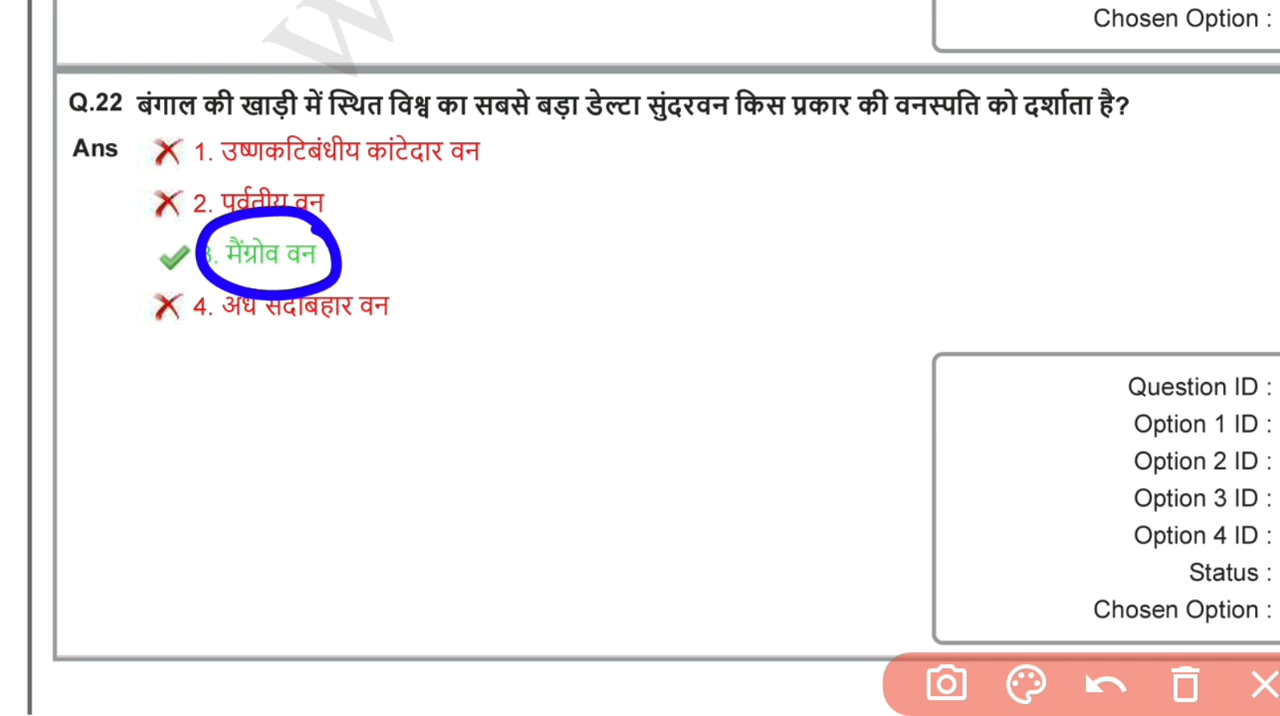 Chosen Option :
Q.22 बंगाल की खाड़ी में स्थित विश्व का सबसे बड़ा डेल्टा सुंदरवन किस प्रकार की वनस्पति को दर्शाता है?
Ans 1. उष्णकटिबंधीय कांटेदार वन
2. पर्वतीय वन
3. मैंग्रोव वन
4. अर्ध सदाबहार वन
Question ID :
Option 1 ID :
Option 2 ID :
Option 3 ID :
Option 4 ID :
Status :
Chosen Option :